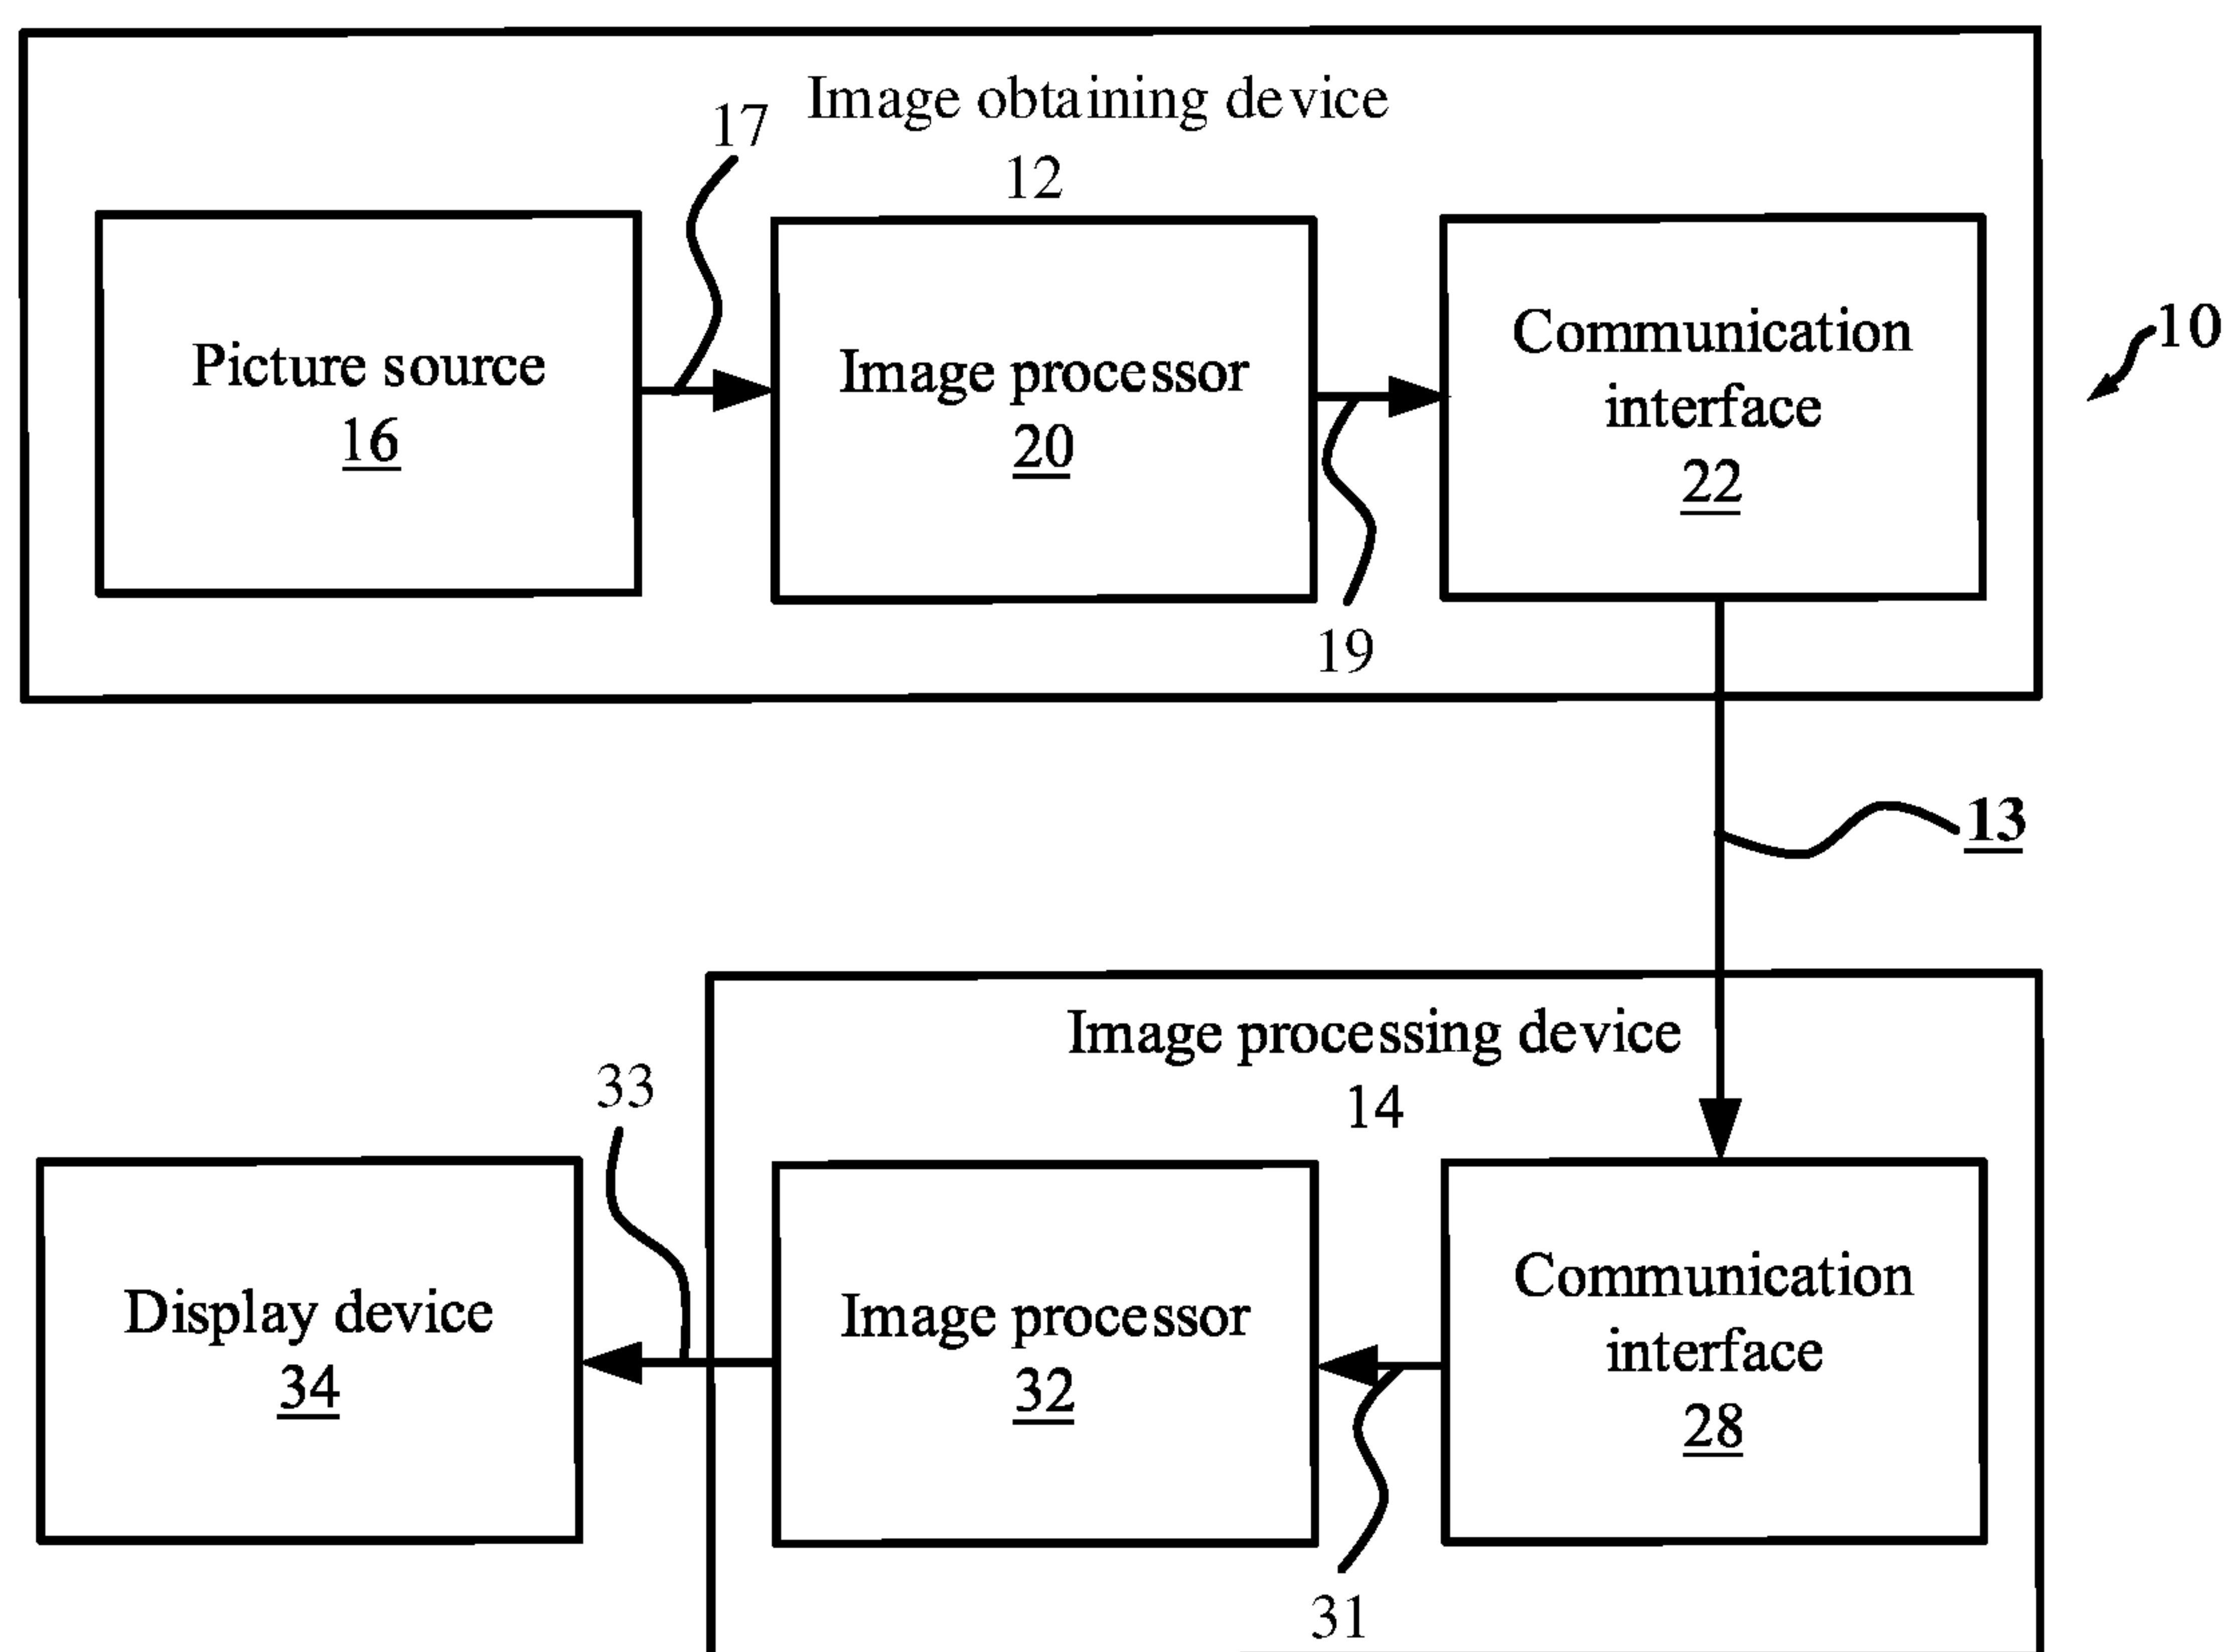 Image obtaining device
12
17
Picture source
16
Image processor
20
Communication
interface
22
10
19
13
Image processing device
14
33
Display device
34
Image processor
32
Communication
interface
28
31